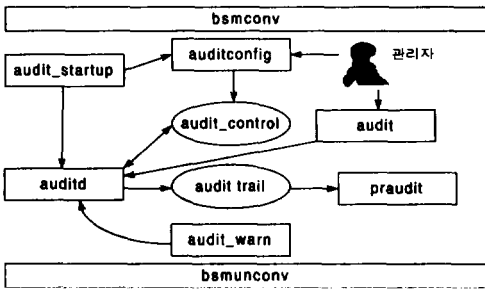 bsmconv
auditconfig
관리자
audit_startup
audit_control
audit
auditd
audit trail
praudit
audit_warn
bsmunconv